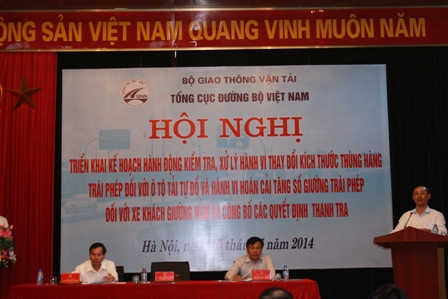 ỘNG SẢN VIỆT NAM QUANG VINH MUÔN NĂM
BỘ GIAO THÔNG VẬN TẢI
TỔNG CỤC ĐƯỜNG BỘ VIỆT NAM
HỘI NGHỊ
TRIỂN KHAI KẾ HOẠCH HÀNH ĐỘNG KIỂM TRA, XỬ LÝ HÀNH VI THAY ĐỔI KÍCH THƯỚC THÙNG HÀNG
TRÁI PHÉP ĐỐI VỚI Ô TÔ TẢI TỰ ĐỔ VÀ HÀNH VI HOÁN CẢI TĂNG SỐ GIƯỜNG TRÁI PHÉP
ĐỐI VỚI XE KHÁCH GIƯỜNG NẰM VÀ CÔNG BỐ CÁC QUYẾT ĐỊNH THANH TRA
Hà Nội, 2014